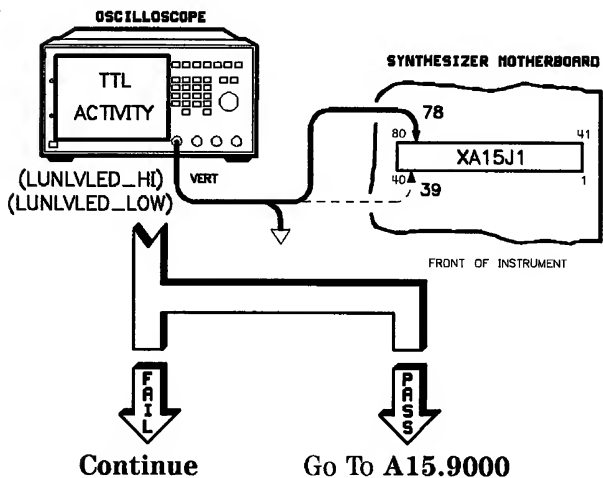 OSCILLOSCOPE
SYNTHESIZER MOTHERBOARD
TTL
ACTIVITY
78
80
41
XA15J1
(LUNLVLED_HI)
VERT
40
39
1
(LUNLVLED_LOW)
FRONT OF INSTRUMENT
FAIL
PASS
Continue
Go To A15.9000